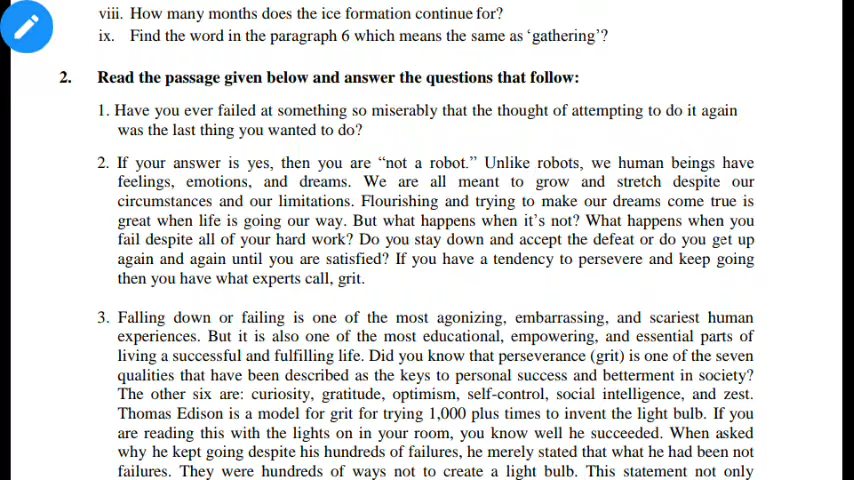 viii. How many months does the ice formation continue for?
ix. Find the word in the paragraph 6 which means the same as ‘gathering’?
2. Read the passage given below and answer the questions that follow:
1. Have you ever failed at something so miserably that the thought of attempting to do it again
was the last thing you wanted to do?
2. If your answer is yes, then you are “not a robot.” Unlike robots, we human beings have
feelings, emotions, and dreams. We are all meant to grow and stretch despite our
circumstances and our limitations. Flourishing and trying to make our dreams come true is
great when life is going our way. But what happens when it’s not? What happens when you
fail despite all of your hard work? Do you stay down and accept the defeat or do you get up
again and again until you are satisfied? If you have a tendency to persevere and keep going
then you have what experts call, grit.
3. Falling down or failing is one of the most agonizing, embarrassing, and scariest human
experiences. But it is also one of the most educational, empowering, and essential parts of
living a successful and fulfilling life. Did you know that perseverance (grit) is one of the seven
qualities that have been described as the keys to personal success and betterment in society?
The other six are: curiosity, gratitude, optimism, self-control, social intelligence, and zest.
Thomas Edison is a model for grit for trying 1,000 plus times to invent the light bulb. If you
are reading this with the lights on in your room, you know well he succeeded. When asked
why he kept going despite his hundreds of failures, he merely stated that what he had been not
failures. They were hundreds of ways not to create a light bulb. This statement not only